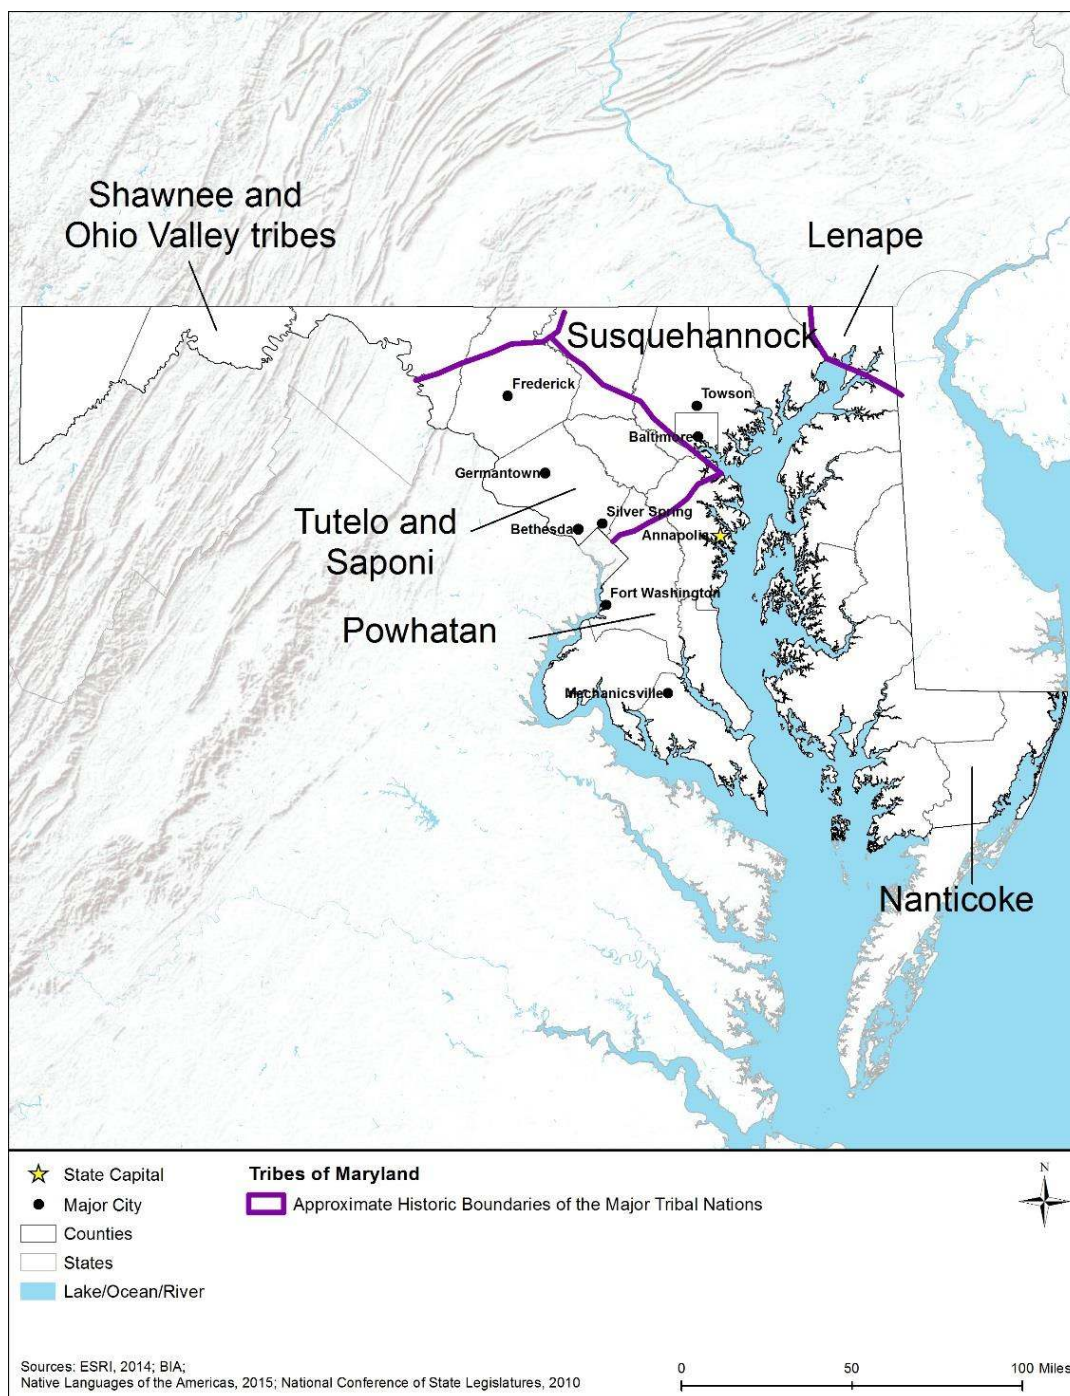 Shawnee and
Ohio Valley tribes
Lenape
Susquehannock
Frederick
Towson
Baltimore
Germantown
Tutelo and
Saponi
Silver Spring
Bethesda
Annapolis
Fort Washington
Powhatan
Mechanicsville
Nanticoke
State Capital
Major City
Counties
States
Lake/Ocean/River
Tribes of Maryland
Approximate Historic Boundaries of the Major Tribal Nations
N
Sources: ESRI, 2014; BIA;
Native Languages of the Americas, 2015; National Conference of State Legislatures, 2010
0 50 100 Miles